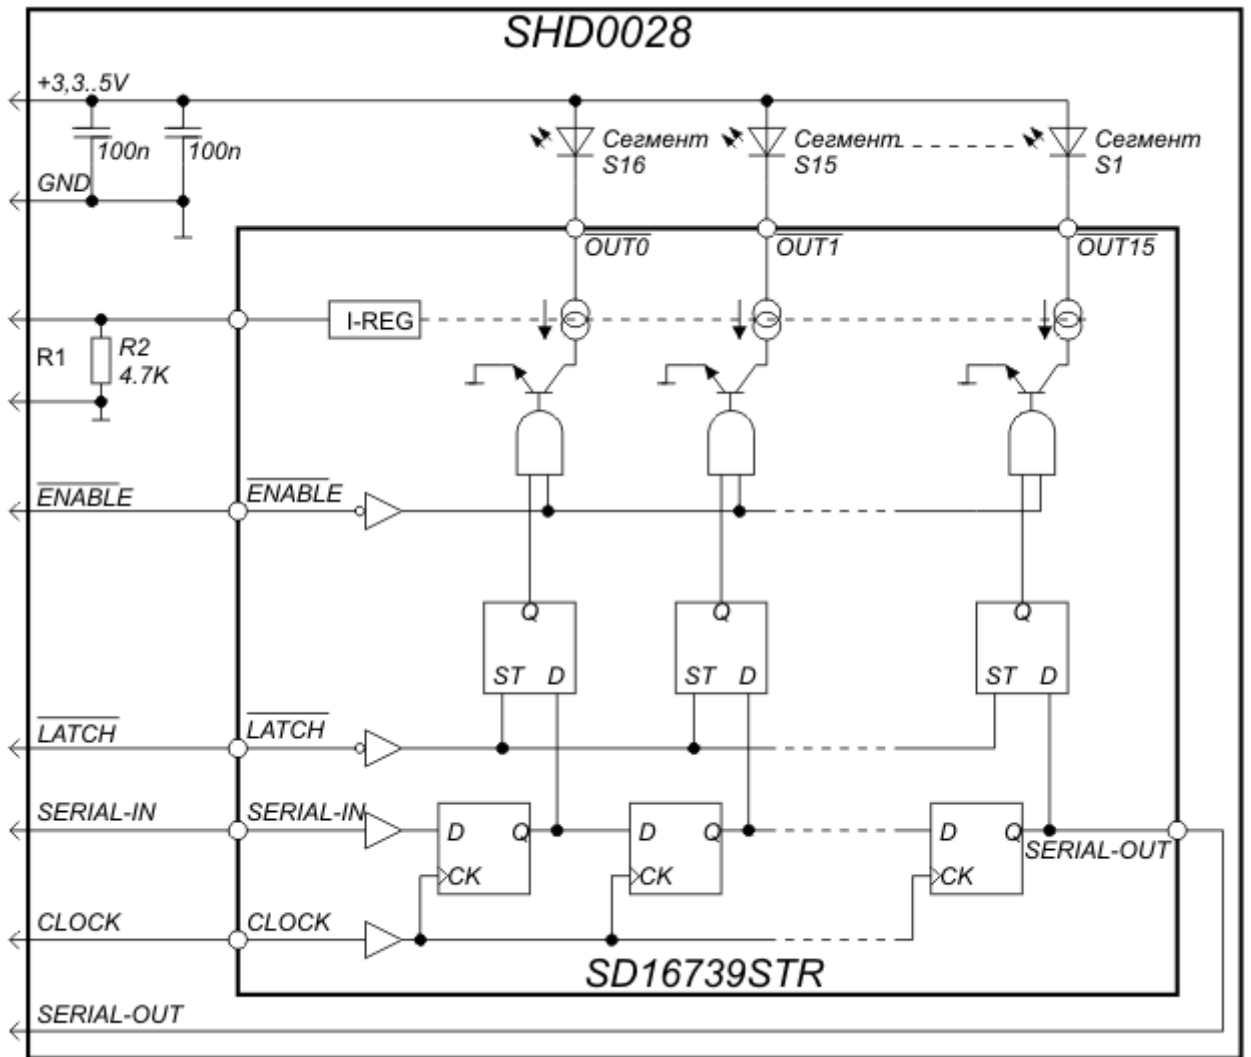 SHD0028
+3,3..5V
100n
100n
GND
Сегмент
S16
Сегмент
S15
Сегмент
S1
OUT0
OUT1
OUT15
I-REG
R1
R2
4.7K
ENABLE
ENABLE
Q
Q
Q
ST D
ST D
ST D
LATCH
LATCH
SERIAL-IN
SERIAL-IN
D Q
D Q
D Q
SERIAL-OUT
CK
CK
CK
CLOCK
CLOCK
SD16739STR
SERIAL-OUT